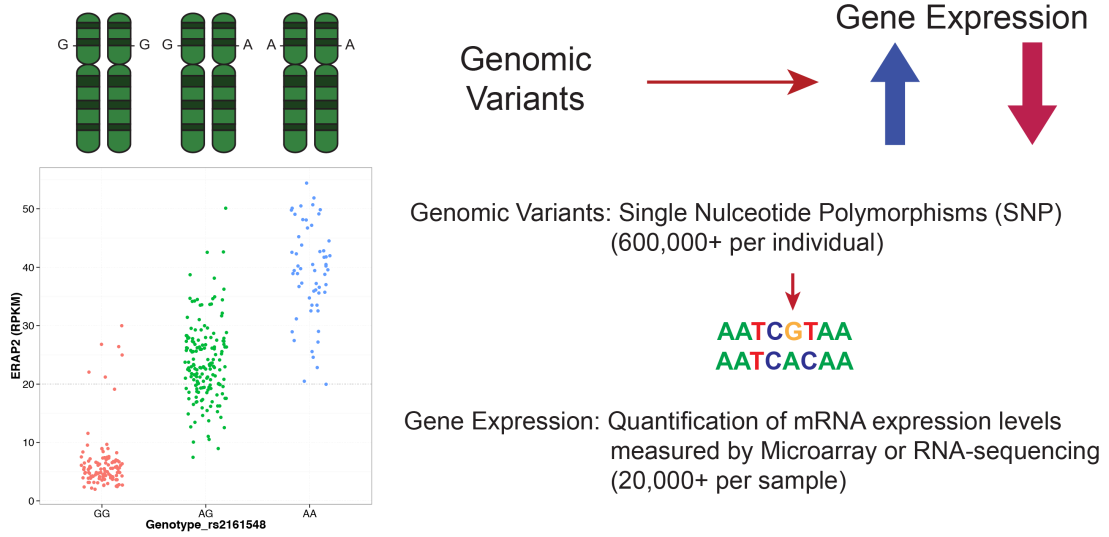 G G G A A A
50
40
30
20
10
0
ERAP2 (RPKM)
GG AG AA
Genotype_rs2161548
Genomic
Variants
Gene Expression
Genomic Variants: Single Nulceotide Polymorphisms (SNP)
(600,000+ per individual)
AATCGTAA
AATCACAA
Gene Expression: Quantification of mRNA expression levels
measured by Microarray or RNA-sequencing
(20,000+ per sample)